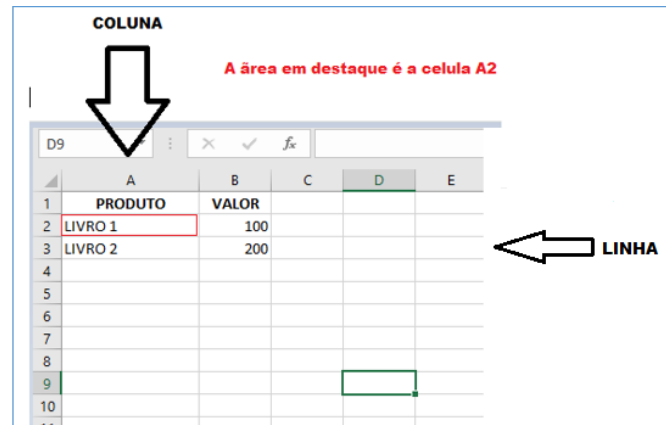 COLUNA
A ãrea em destaque é a celula A2
D9 fx
A B C D E
1 PRODUTO VALOR
2 LIVRO 1 100
3 LIVRO 2 200
LINHA
4
5
6
7
8
9
10